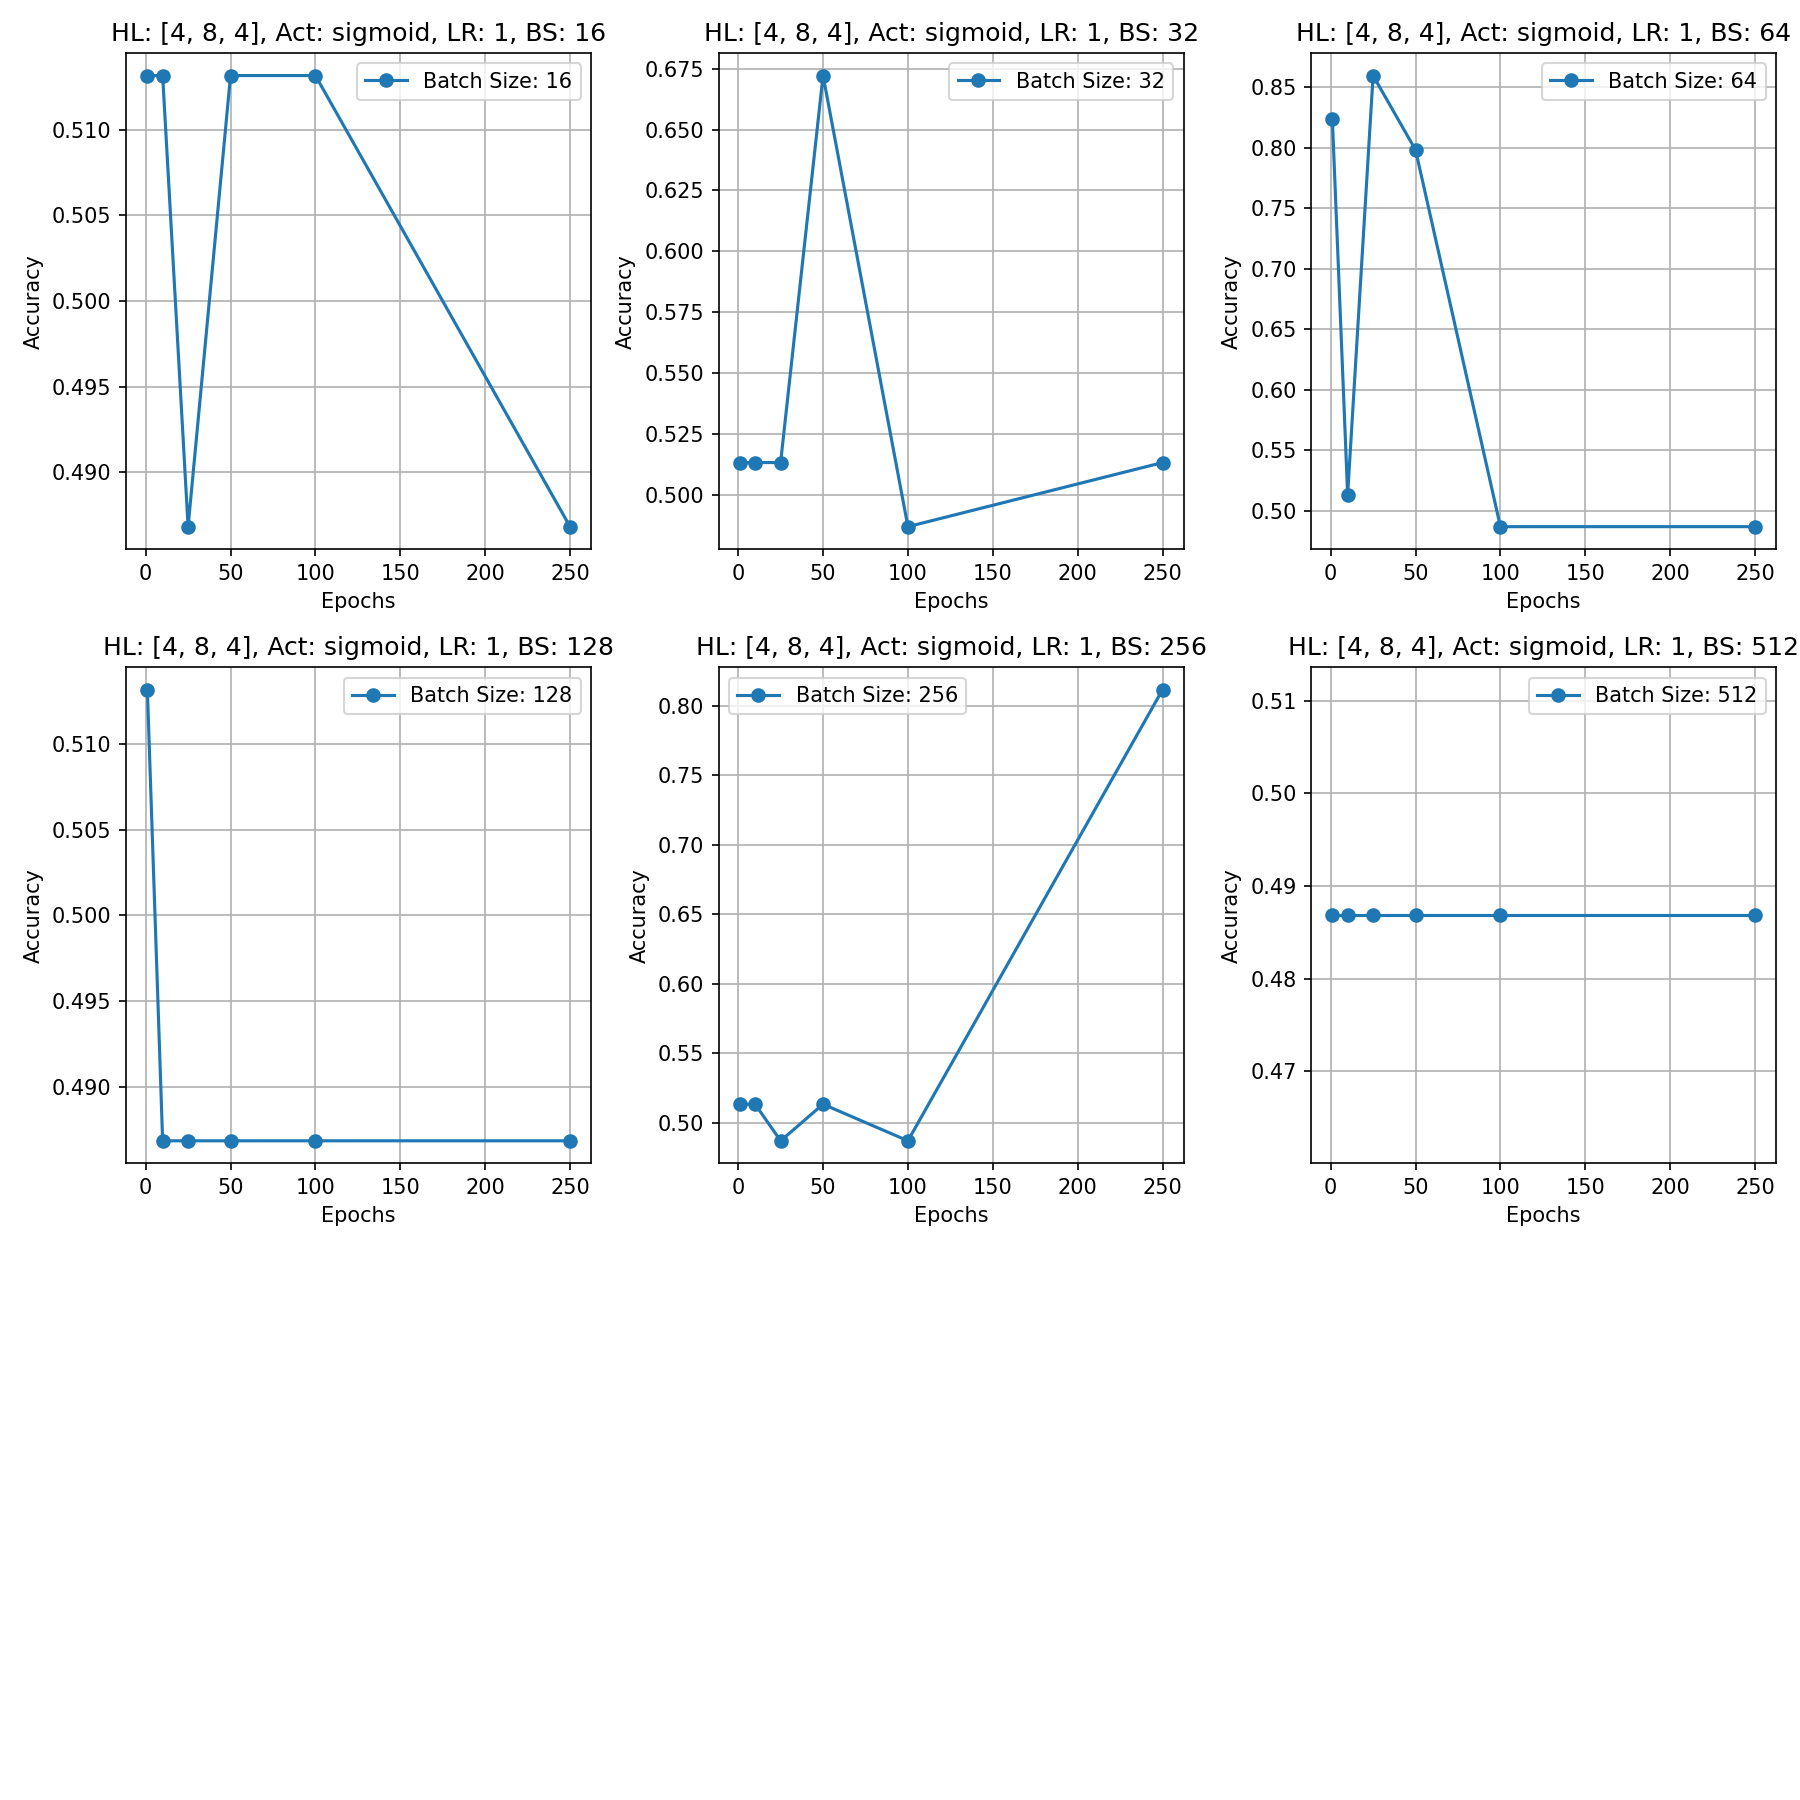 HL: [4, 8, 4], Act: sigmoid, LR: 1, BS: 16
Batch Size: 16
0.510
0.505
0.500
0.495
0.490
Accuracy
0 50 100 150 200 250
Epochs
HL: [4, 8, 4], Act: sigmoid, LR: 1, BS: 32
Batch Size: 32
0.675
0.650
0.625
0.600
0.575
0.550
0.525
0.500
Accuracy
0 50 100 150 200 250
Epochs
HL: [4, 8, 4], Act: sigmoid, LR: 1, BS: 64
Batch Size: 64
0.85
0.80
0.75
0.70
0.65
0.60
0.55
0.50
Accuracy
0 50 100 150 200 250
Epochs
HL: [4, 8, 4], Act: sigmoid, LR: 1, BS: 128
Batch Size: 128
0.510
0.505
0.500
0.495
0.490
Accuracy
0 50 100 150 200 250
Epochs
HL: [4, 8, 4], Act: sigmoid, LR: 1, BS: 256
Batch Size: 256
0.80
0.75
0.70
0.65
0.60
0.55
0.50
Accuracy
0 50 100 150 200 250
Epochs
HL: [4, 8, 4], Act: sigmoid, LR: 1, BS: 512
Batch Size: 512
0.51
0.50
0.49
0.48
0.47
Accuracy
0 50 100 150 200 250
Epochs